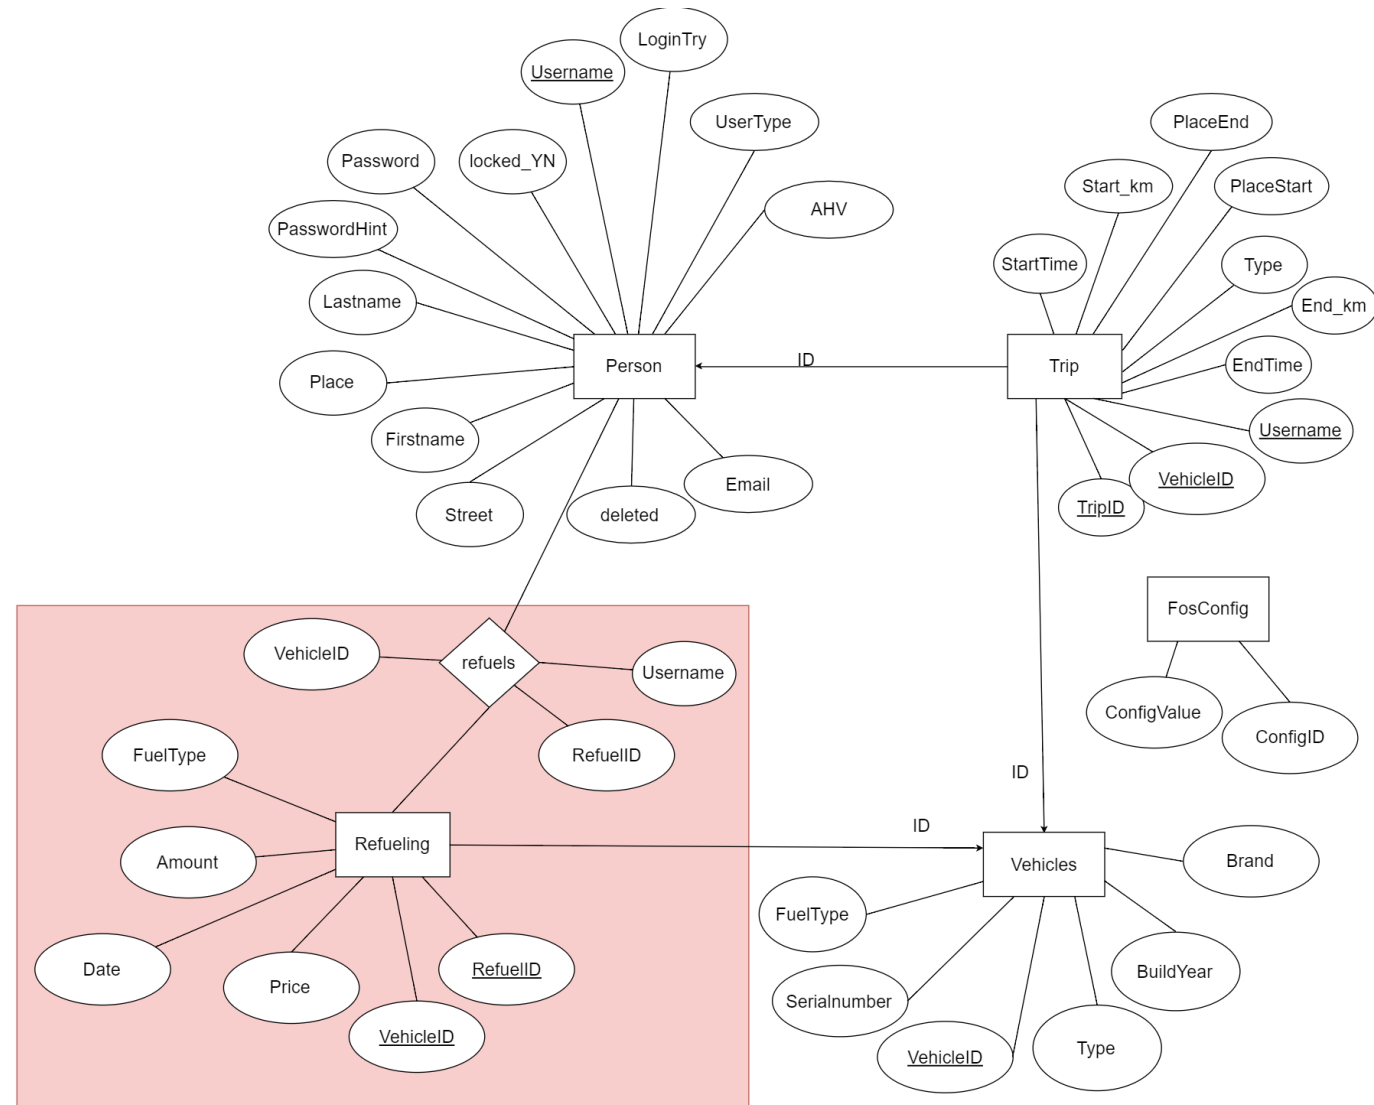 LoginTry
Username
UserType
PlaceEnd
Password
locked_YN
Start_km
PlaceStart
AHV
PasswordHint
StartTime
Type
Lastname
End_km
Person
ID
Trip
EndTime
Place
Firstname
Username
Email
VehicleID
Street
deleted
TripID
FosConfig
VehicleID
refuels
Username
ConfigValue
ConfigID
FuelType
RefuelID
ID
ID
Refueling
Amount
Vehicles
Brand
FuelType
Date
Price
RefuelID
BuildYear
Serialnumber
VehicleID
VehicleID
Type